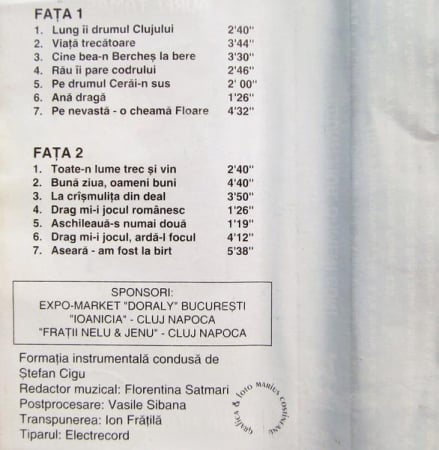 FAȚA 1
1. Lung îi drumul Clujului 2'40"
2. Viață trecătoare 3'44"
3. Cine bea-n Bercheș la bere 3'30"
4. Rău îi pare codrului 2'46"
5. Pe drumul Cerăi-n sus 2' 00"
6. Ană dragă 1'26"
7. Pe nevastă - o cheamă Floare 4'32"
FAȚA 2
1. Toate-n lume trec și vin 2'40"
2. Bună ziua, oameni buni 4'40"
3. La crîșmulița din deal 3'50"
4. Drag mi-i jocul românesc 1'26"
5. Aschileauă-s numai două 1'19"
6. Drag mi-i jocul, ardă-l focul 4'12"
7. Aseară - am fost la birt 5'38"
SPONSORI:
EXPO-MARKET "DORALY" BUCUREȘTI
"IOANICIA" - CLUJ NAPOCA
"FRAȚII NELU & JENU" - CLUJ NAPOCA
Formația instrumentală condusă de
Ștefan Cigu
Redactor muzical: Florentina Satmari
Postprocesare: Vasile Sibana
Transpunerea: Ion Frățilă
Tiparul: Electrecord
Grafica & foto MARIUS